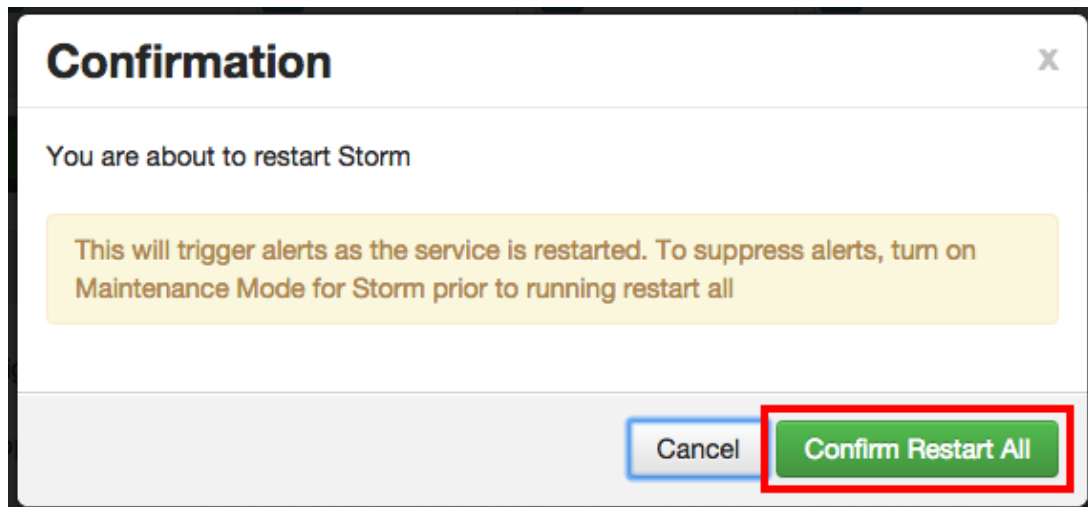 Confirmation
x
You are about to restart Storm
This will trigger alerts as the service is restarted. To suppress alerts, turn on
Maintenance Mode for Storm prior to running restart all
Cancel
Confirm Restart All